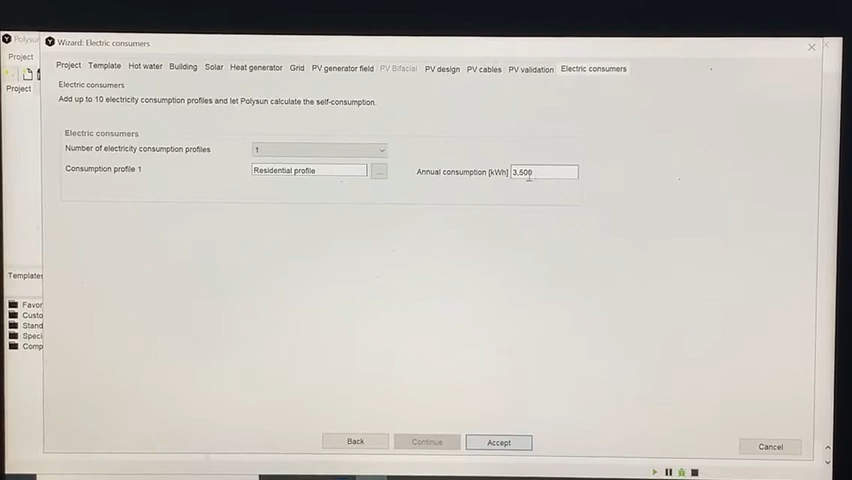 Polysun
Wizard: Electric consumers
Project
Project
Project Template Hot water Building Solar Heat generator Grid PV generator field PV Bifacial PV design PV cables PV validation Electric consumers
Electric consumers
Add up to 10 electricity consumption profiles and let Polysun calculate the self-consumption.
Electric consumers
Number of electricity consumption profiles 1
Consumption profile 1 Residential profile ... Annual consumption [kWh] 3,500
Templates
Favor
Custo
Stand
Speci
Comp
Back Continue Accept Cancel